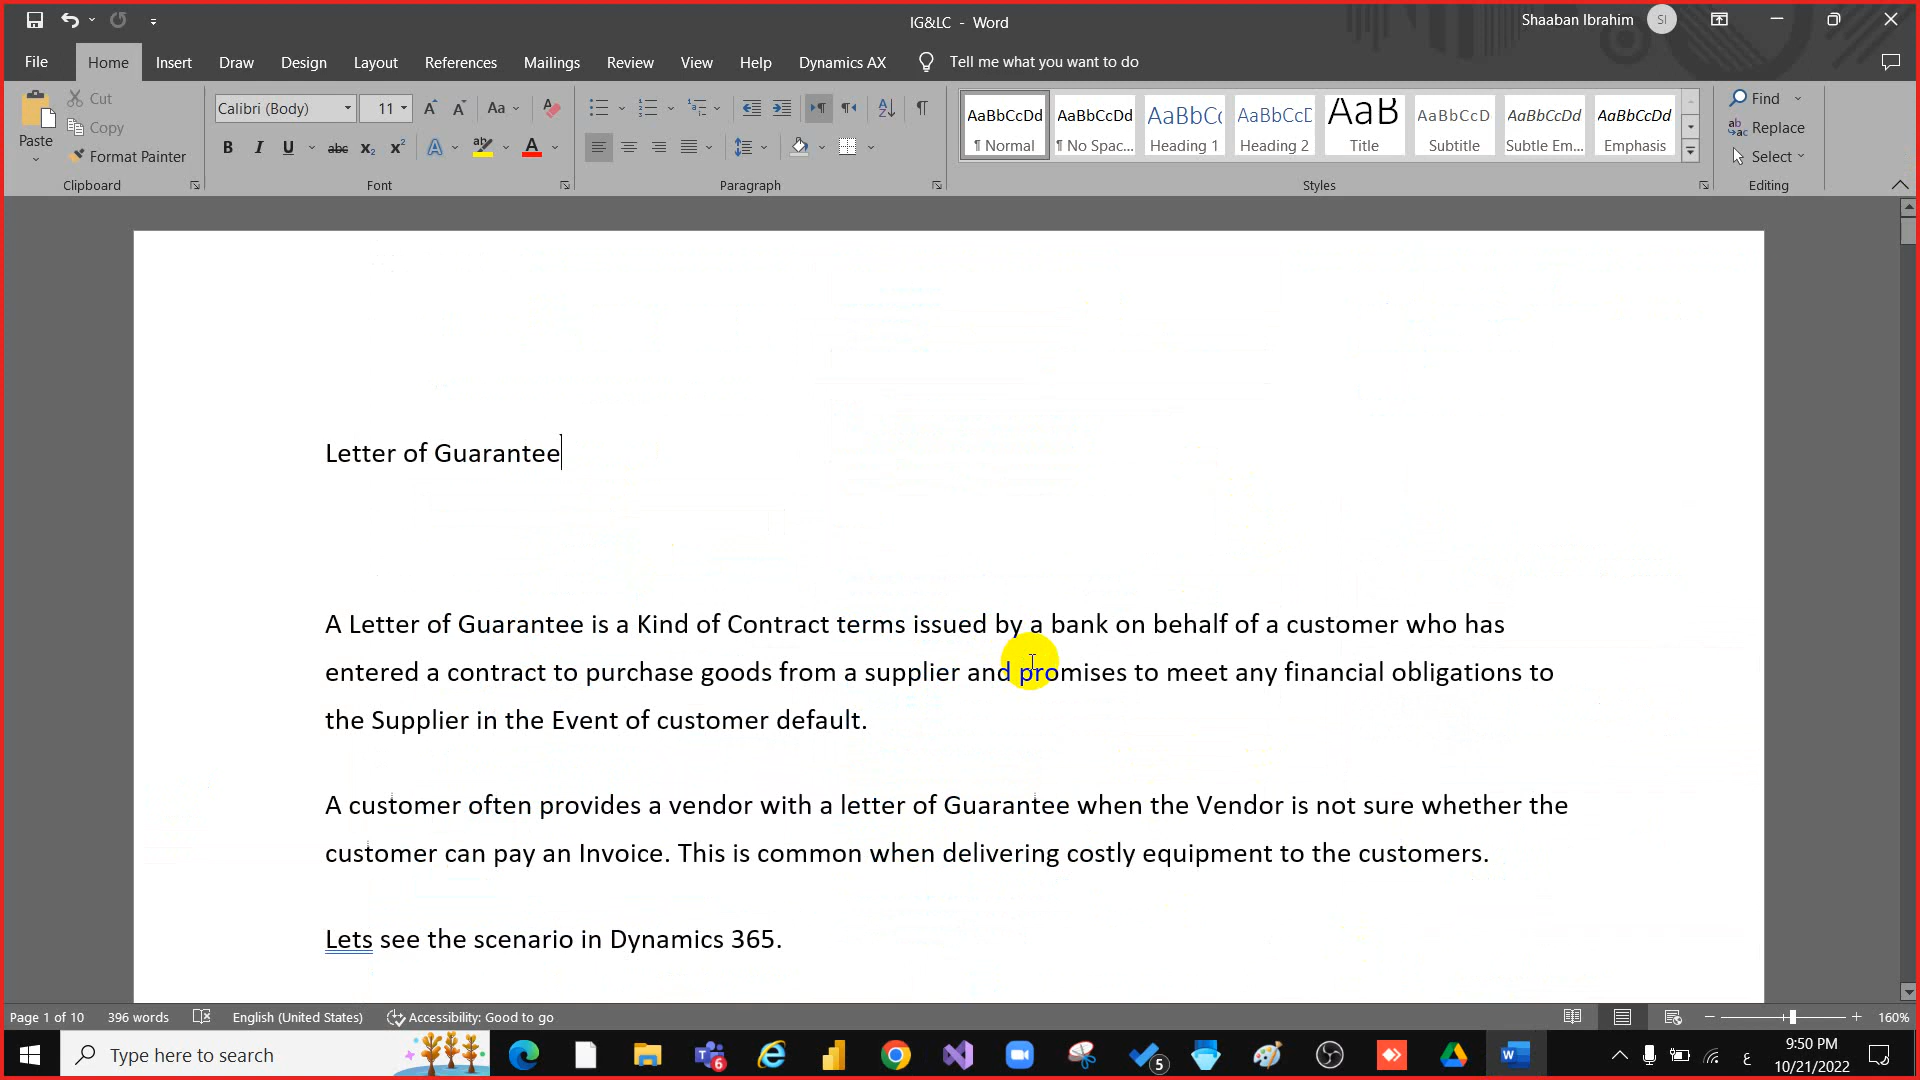 IG&LC - Word
Shaaban Ibrahim SI
File Home Insert Draw Design Layout References Mailings Review View Help Dynamics AX Tell me what you want to do
Paste
Cut
Copy
Format Painter
Clipboard
Calibri (Body) 11
Font
Paragraph
AaBbCcDd AaBbCcDd AaBbCc AaBbCcD AaB AaBbCcD AaBbCcDd AaBbCcDd
¶ Normal ¶ No Spac... Heading 1 Heading 2 Title Subtitle Subtle Em... Emphasis
Styles
Find
Replace
Select
Editing
Letter of Guarantee
A Letter of Guarantee is a Kind of Contract terms issued by a bank on behalf of a customer who has
entered a contract to purchase goods from a supplier and promises to meet any financial obligations to
the Supplier in the Event of customer default.
A customer often provides a vendor with a letter of Guarantee when the Vendor is not sure whether the
customer can pay an Invoice. This is common when delivering costly equipment to the customers.
Lets see the scenario in Dynamics 365.
Page 1 of 10 396 words English (United States) Accessibility: Good to go 160%
Type here to search
6
5
ع
9:50 PM
10/21/2022